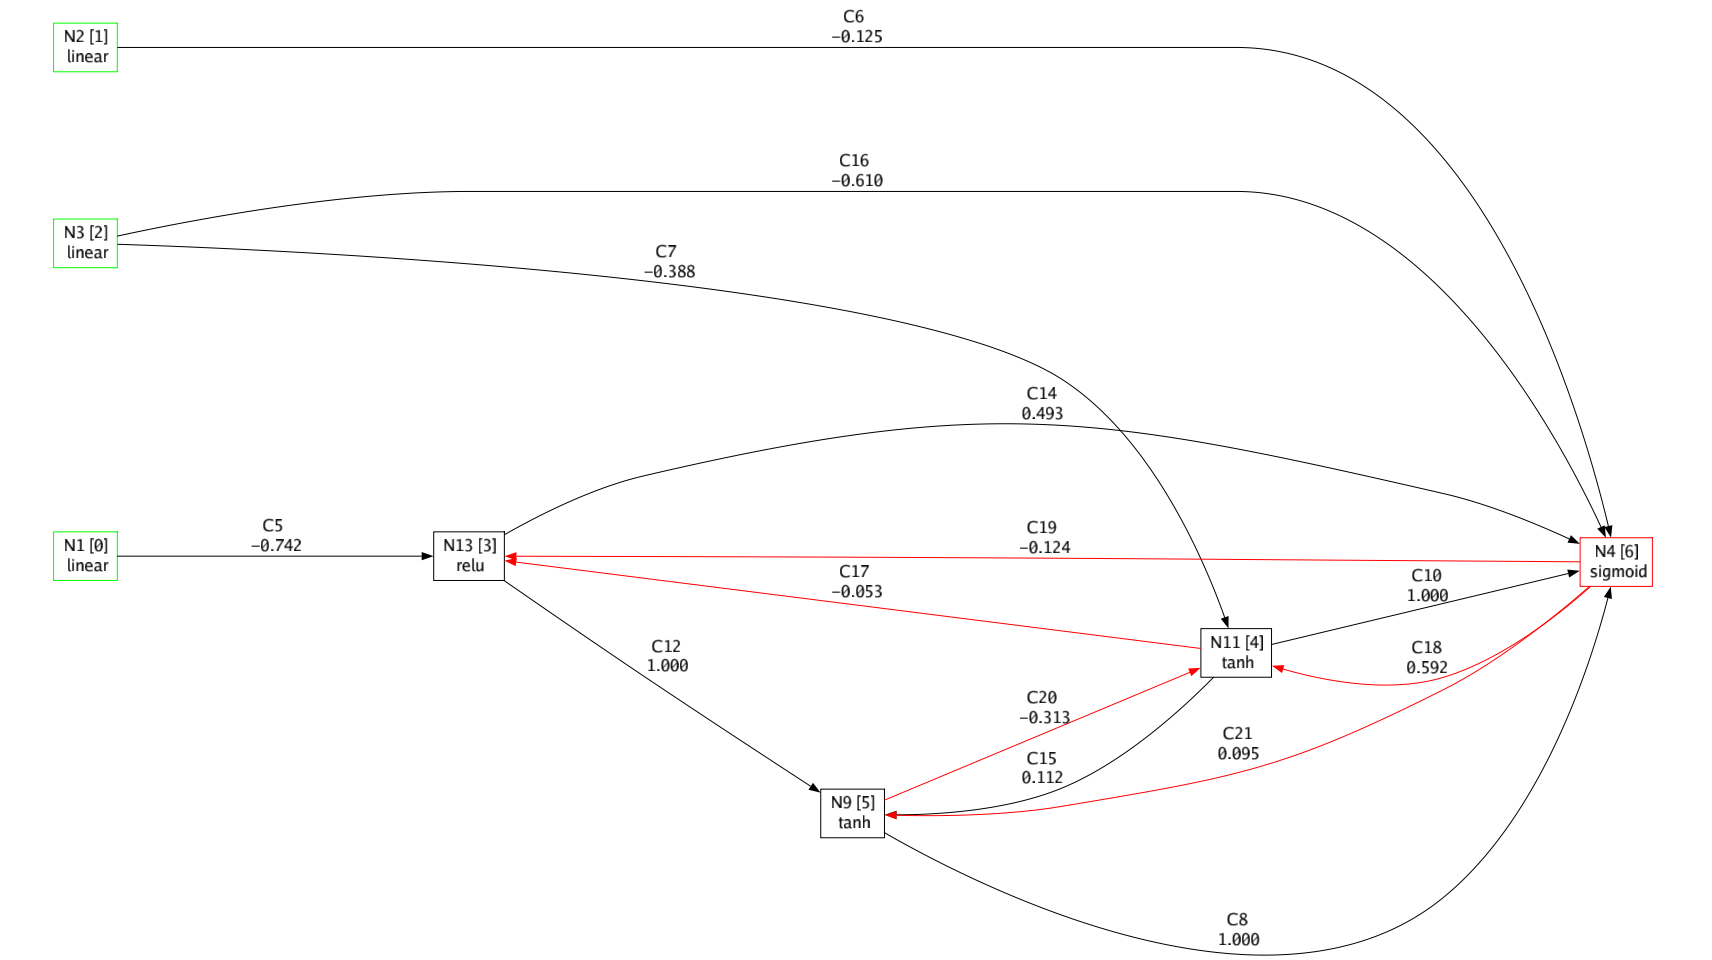 C6
−0.125
N2 [1]
linear
C16
−0.610
N3 [2]
linear
C7
−0.388
C14
0.493
C5
−0.742
N1 [0]
linear
N13 [3]
relu
C19
−0.124
N4 [6]
sigmoid
C17
−0.053
C10
1.000
C12
1.000
N11 [4]
tanh
C18
0.592
C20
−0.313
C21
0.095
C15
0.112
N9 [5]
tanh
C8
1.000